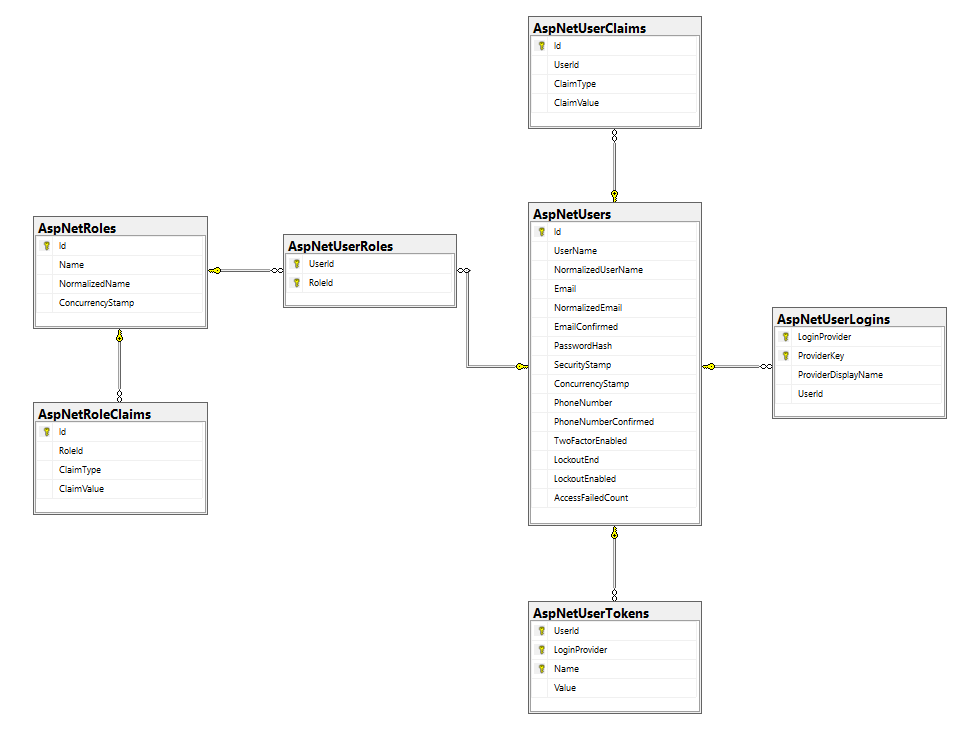 AspNetUserClaims
Id
UserId
ClaimType
ClaimValue
AspNetRoles
Id
Name
NormalizedName
ConcurrencyStamp
AspNetUserRoles
UserId
RoleId
AspNetUsers
Id
UserName
NormalizedUserName
Email
NormalizedEmail
EmailConfirmed
PasswordHash
SecurityStamp
ConcurrencyStamp
PhoneNumber
PhoneNumberConfirmed
TwoFactorEnabled
LockoutEnd
LockoutEnabled
AccessFailedCount
AspNetUserLogins
LoginProvider
ProviderKey
ProviderDisplayName
UserId
AspNetRoleClaims
Id
RoleId
ClaimType
ClaimValue
AspNetUserTokens
UserId
LoginProvider
Name
Value